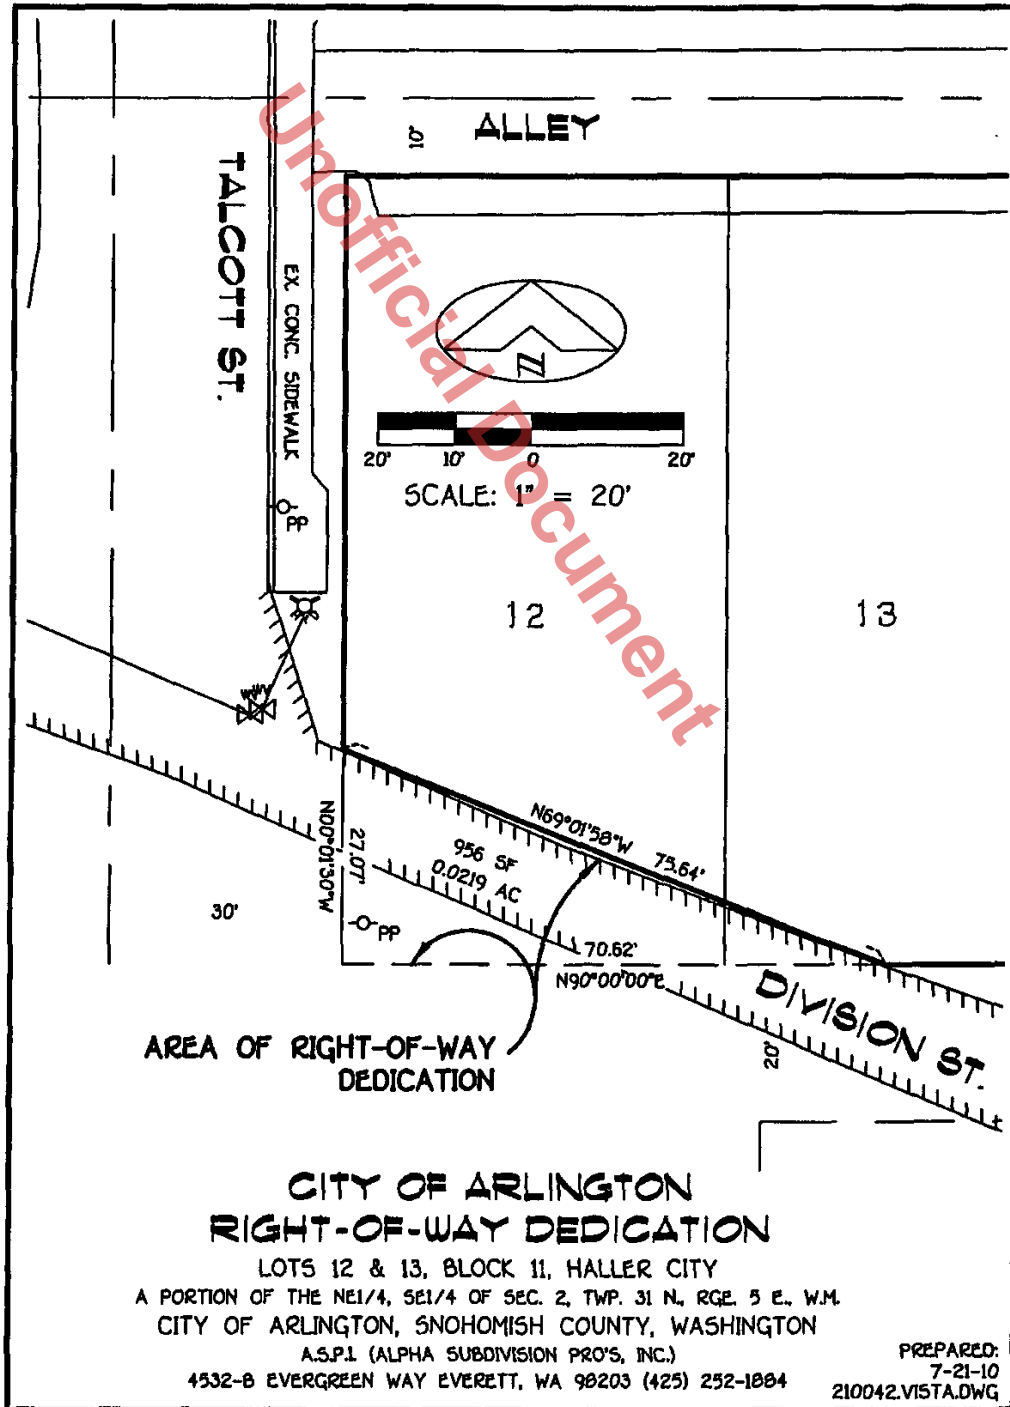 ALLEY
10'
TALCOTT ST.
EX. CONC. SIDEWALK
N
20' 10' 0 20'
SCALE: 1" = 20'
PP
12
13
Unofficial Document
N69°01'58"W 75.64'
956 SF
0.0219 AC
N00°01'30"W
27.07'
30'
PP
70.62'
N90°00'00"E
DIVISION ST.
20'
AREA OF RIGHT-OF-WAY
DEDICATION
CITY OF ARLINGTON
RIGHT-OF-WAY DEDICATION
LOTS 12 & 13, BLOCK 11, HALLER CITY
A PORTION OF THE NE1/4, SE1/4 OF SEC. 2, TWP. 31 N., RGE. 5 E., W.M.
CITY OF ARLINGTON, SNOHOMISH COUNTY, WASHINGTON
A.S.P.I. (ALPHA SUBDIVISION PRO'S, INC.)
4532-B EVERGREEN WAY EVERETT, WA 98203 (425) 252-1884
PREPARED:
7-21-10
210042.VISTA.DWG